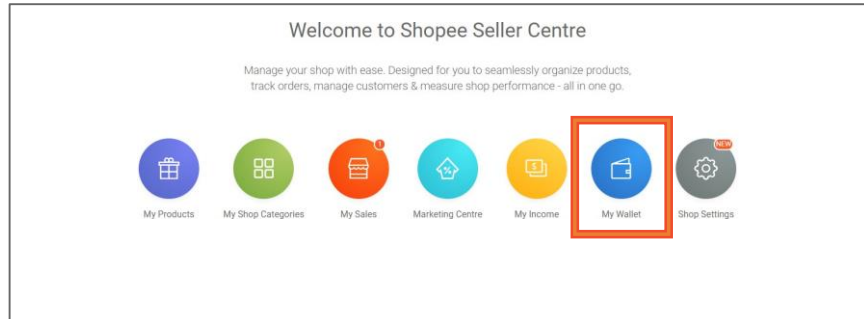 Welcome to Shopee Seller Centre
Manage your shop with ease. Designed for you to seamlessly organize products,
track orders, manage customers & measure shop performance - all in one go.
1
NEW
My Products
My Shop Categories
My Sales
Marketing Centre
My Income
My Wallet
Shop Settings